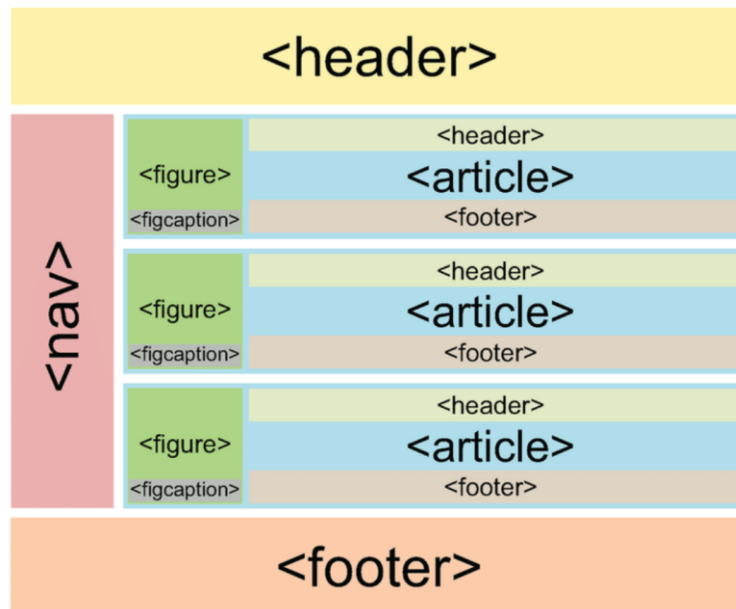 <header>
<nav>
<header>
<figure>
<article>
<figcaption>
<footer>
<header>
<figure>
<article>
<figcaption>
<footer>
<header>
<figure>
<article>
<figcaption>
<footer>
<footer>